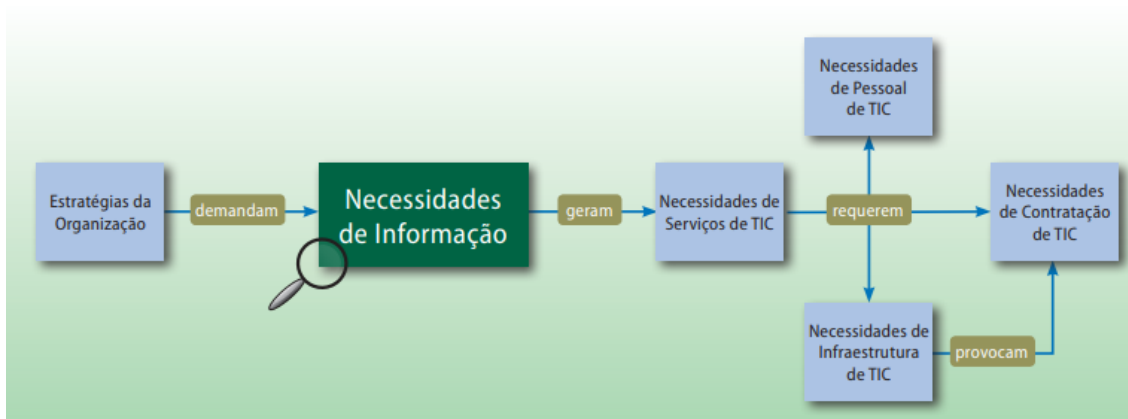 Estratégias da
Organização
demandam
Necessidades
de Informação
geram
Necessidades de
Serviços de TIC
requerem
Necessidades
de Pessoal
de TIC
Necessidades
de Contratação
de TIC
Necessidades de
Infraestrutura
de TIC
provocam